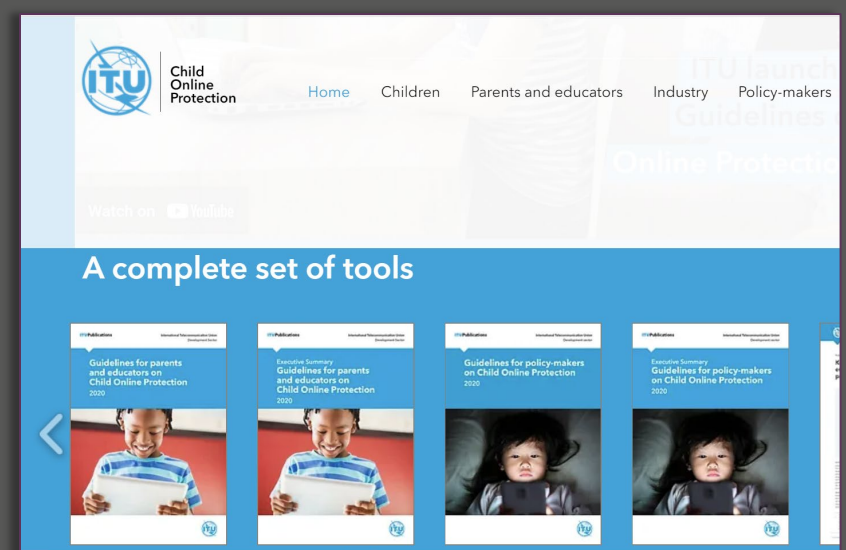 ITU launch
Guidelines
Online Protectio
ITU
Child
Online
Protection
Home
Children
Parents and educators
Industry
Policy-makers
Watch on YouTube
A complete set of tools
ITUPublications
International Telecommunication Union
Development Sector
Guidelines for parents
and educators on
Child Online Protection
2020
ITU
ITUPublications
International Telecommunication Union
Development Sector
Executive Summary
Guidelines for parents
and educators on
Child Online Protection
2020
ITU
ITUPublications
International Telecommunication Union
Development sector
Guidelines for policy-makers
on Child Online Protection
2020
ITU
ITUPublications
International Telecommunication Union
Development sector
Executive Summary
Guidelines for policy-makers
on Child Online Protection
2020
ITU